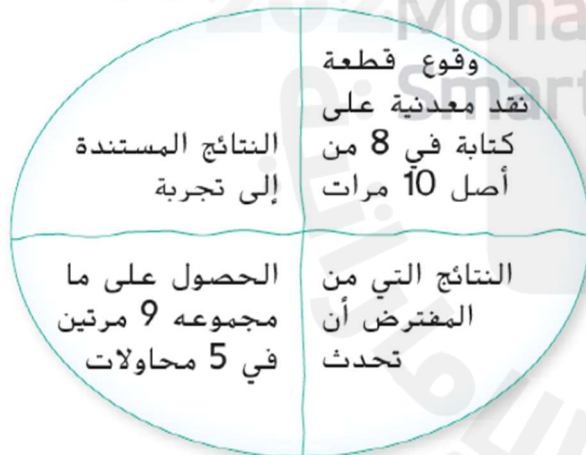 وقوع قطعة
نقد معدنية على
كتابة في 8 من
أصل 10 مرات
النتائج المستندة
إلى تجربة
النتائج التي من
المفترض أن
تحدث
الحصول على ما
مجموعه 9 مرتين
في 5 محاولات